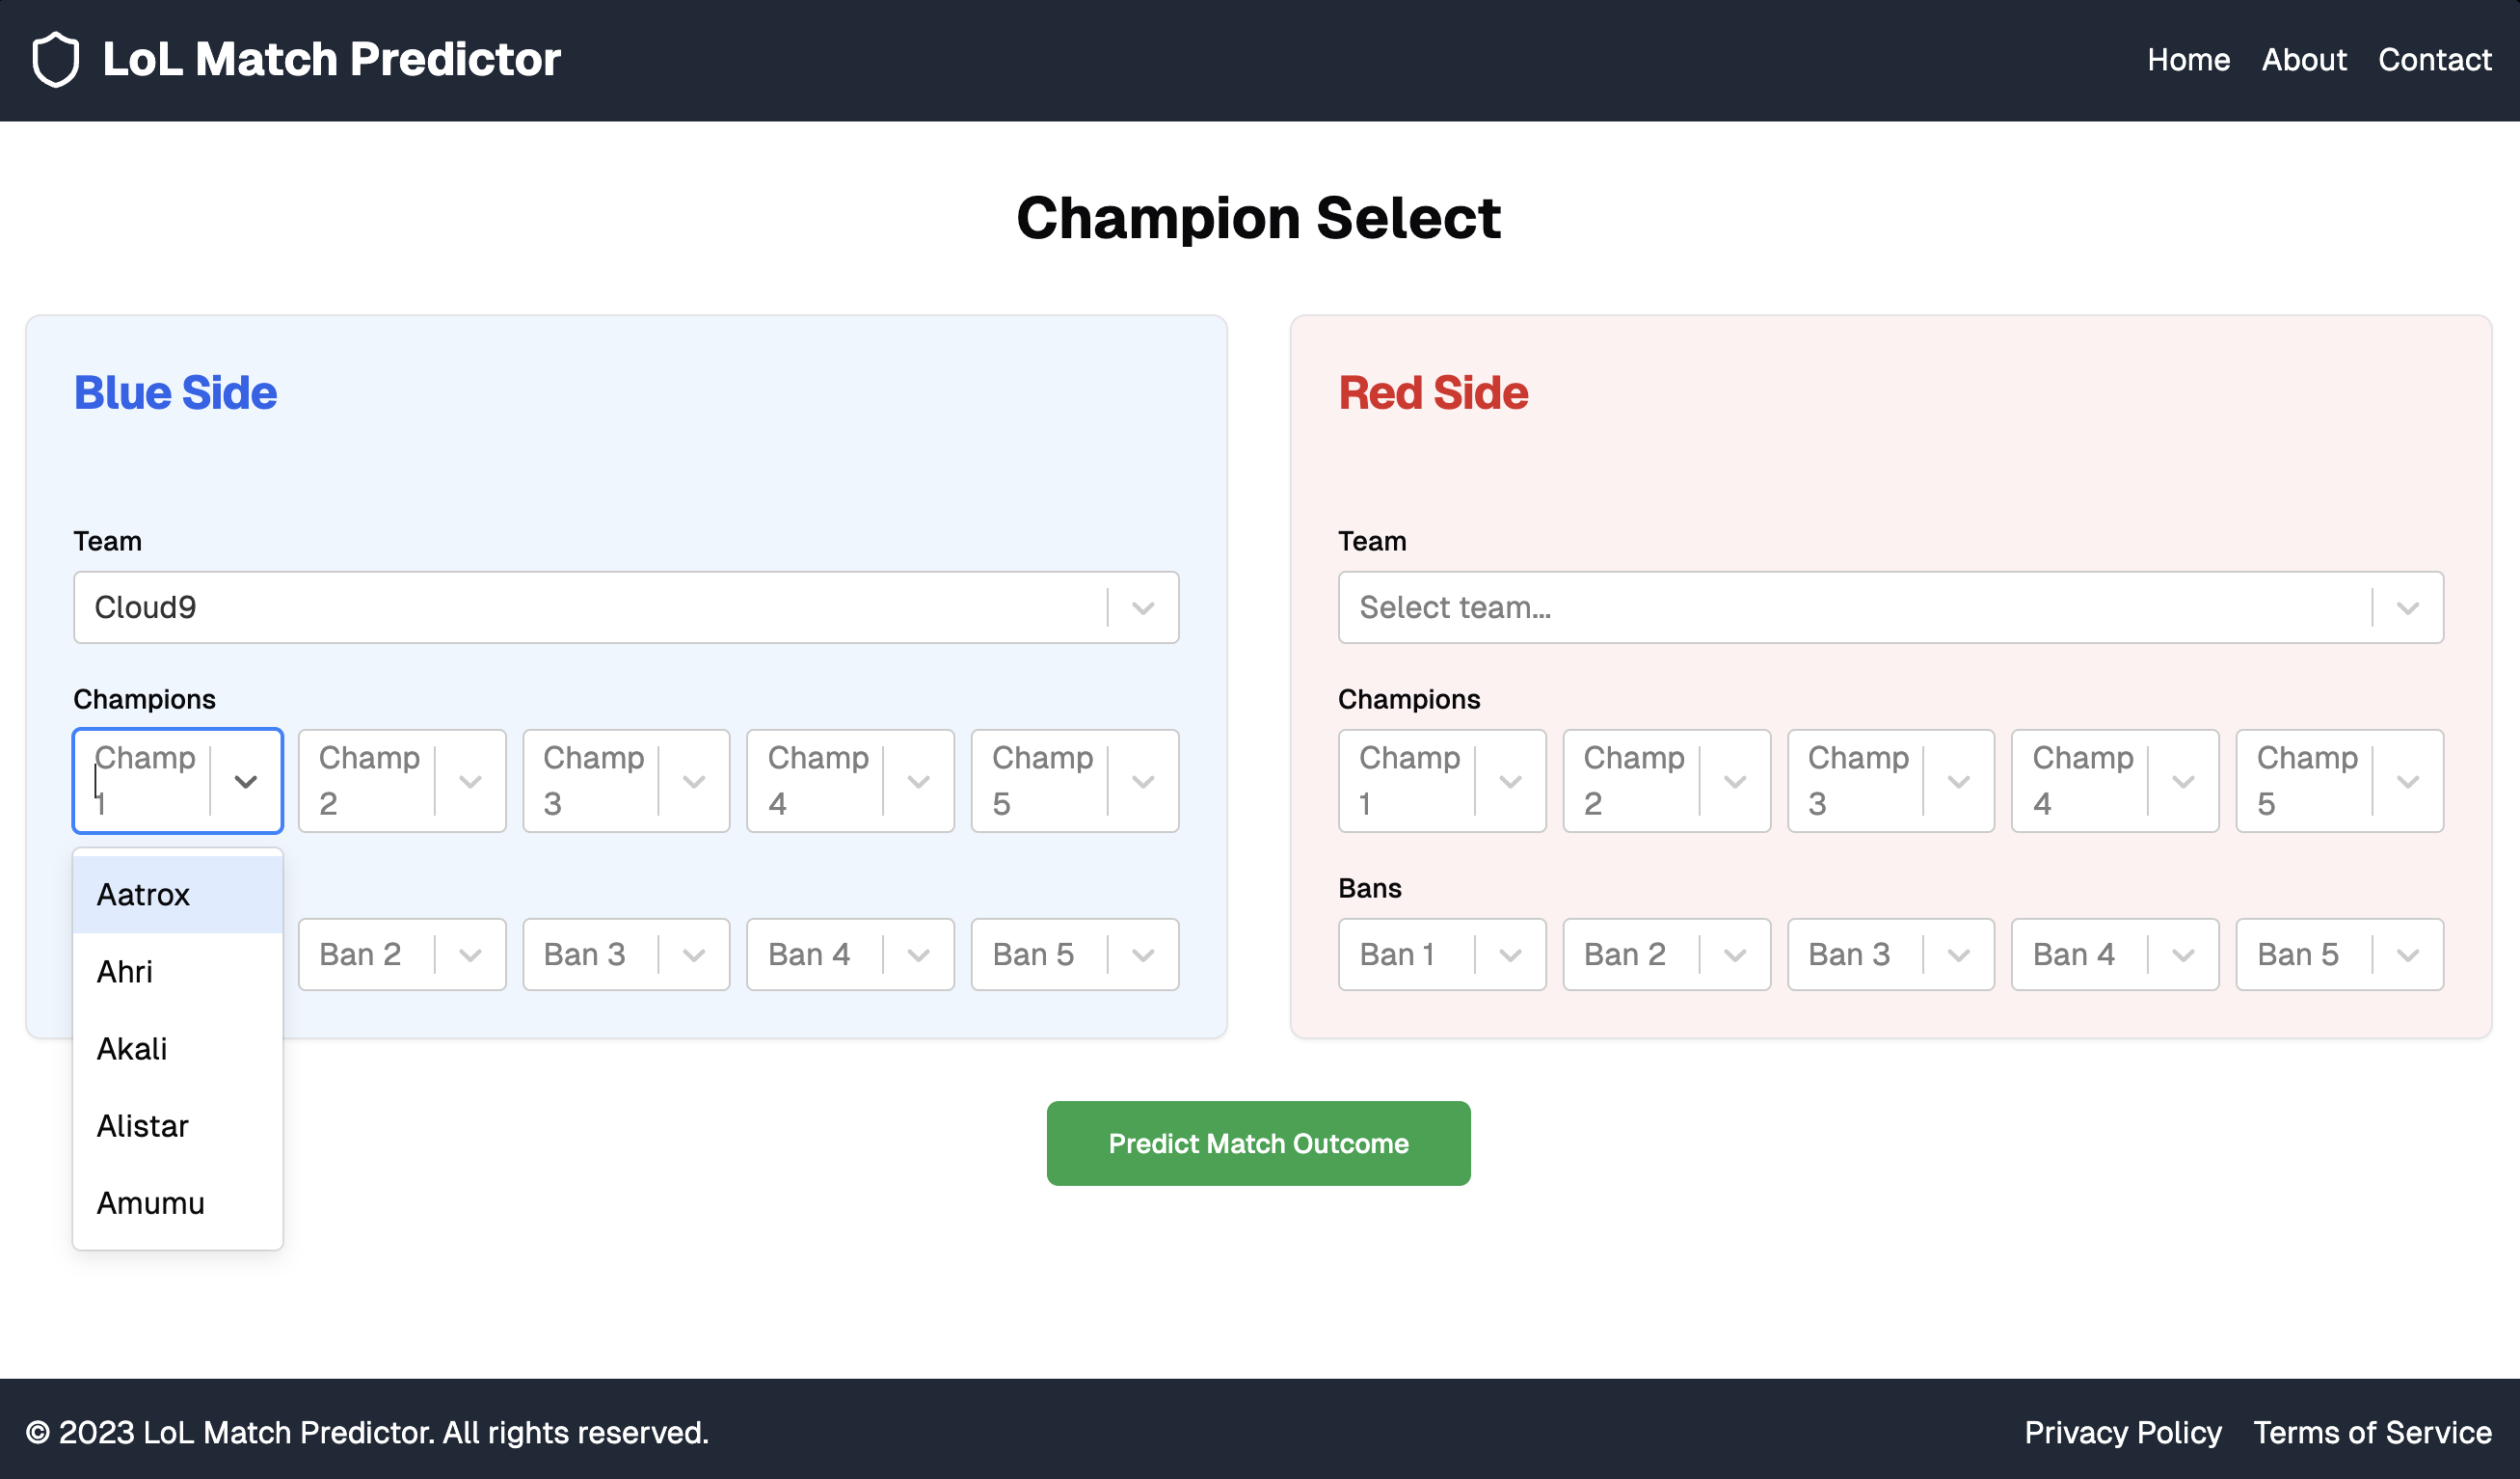 LoL Match Predictor
Home About Contact
Champion Select
Blue Side
Team
Cloud9
Champions
Champ 1
Champ 2
Champ 3
Champ 4
Champ 5
Aatrox
Ahri
Akali
Alistar
Amumu
Ban 2
Ban 3
Ban 4
Ban 5
Red Side
Team
Select team...
Champions
Champ 1
Champ 2
Champ 3
Champ 4
Champ 5
Bans
Ban 1
Ban 2
Ban 3
Ban 4
Ban 5
Predict Match Outcome
© 2023 LoL Match Predictor. All rights reserved.
Privacy Policy Terms of Service